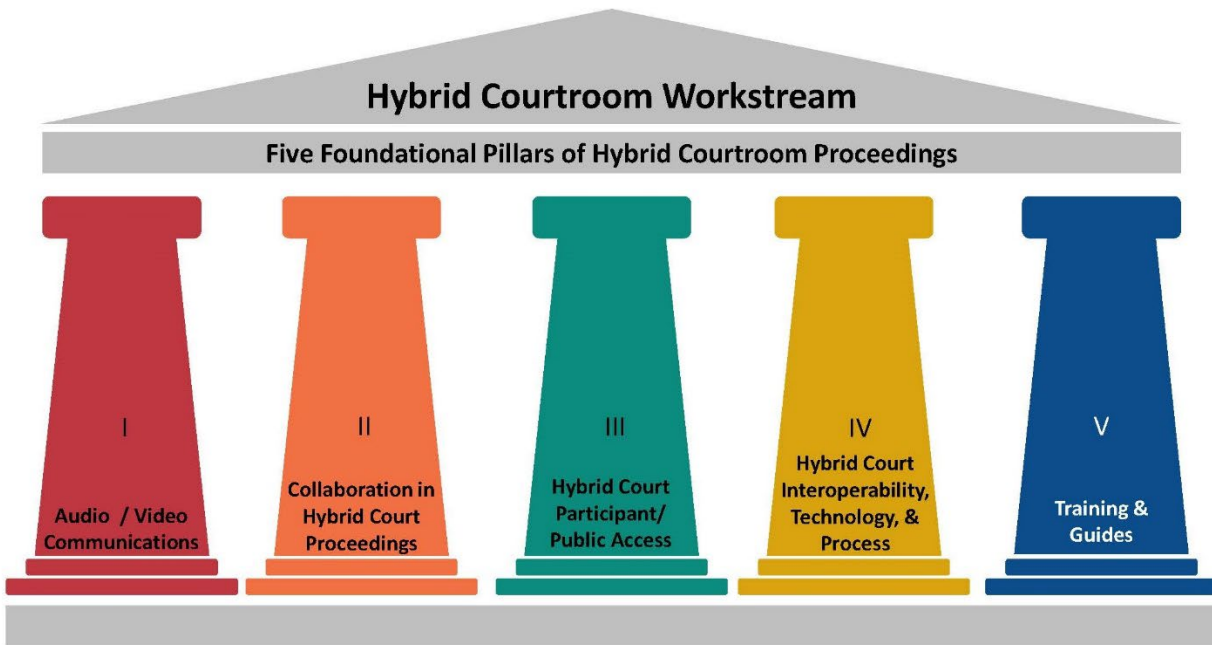 Hybrid Courtroom Workstream
Five Foundational Pillars of Hybrid Courtroom Proceedings
I
Audio / Video
Communications
II
Collaboration in
Hybrid Court
Proceedings
III
Hybrid Court
Participant/
Public Access
IV
Hybrid Court
Interoperability,
Technology, &
Process
V
Training &
Guides